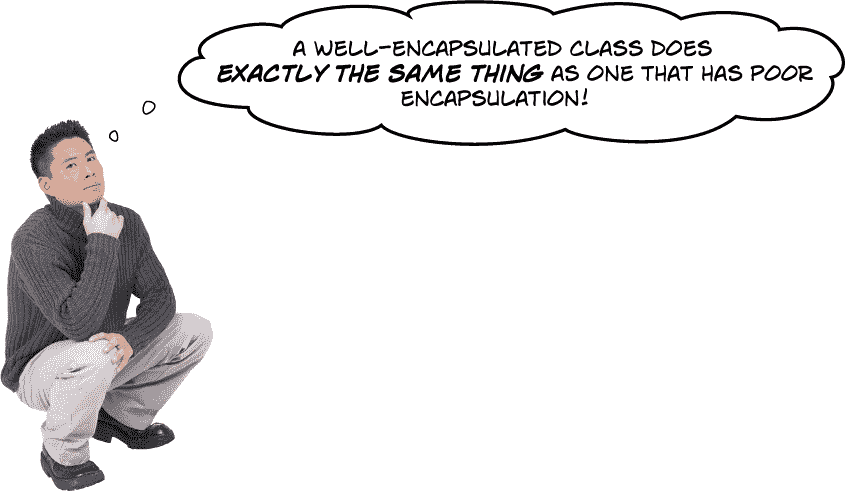 A WELL-ENCAPSULATED CLASS DOES
EXACTLY THE SAME THING AS ONE THAT HAS POOR
ENCAPSULATION!